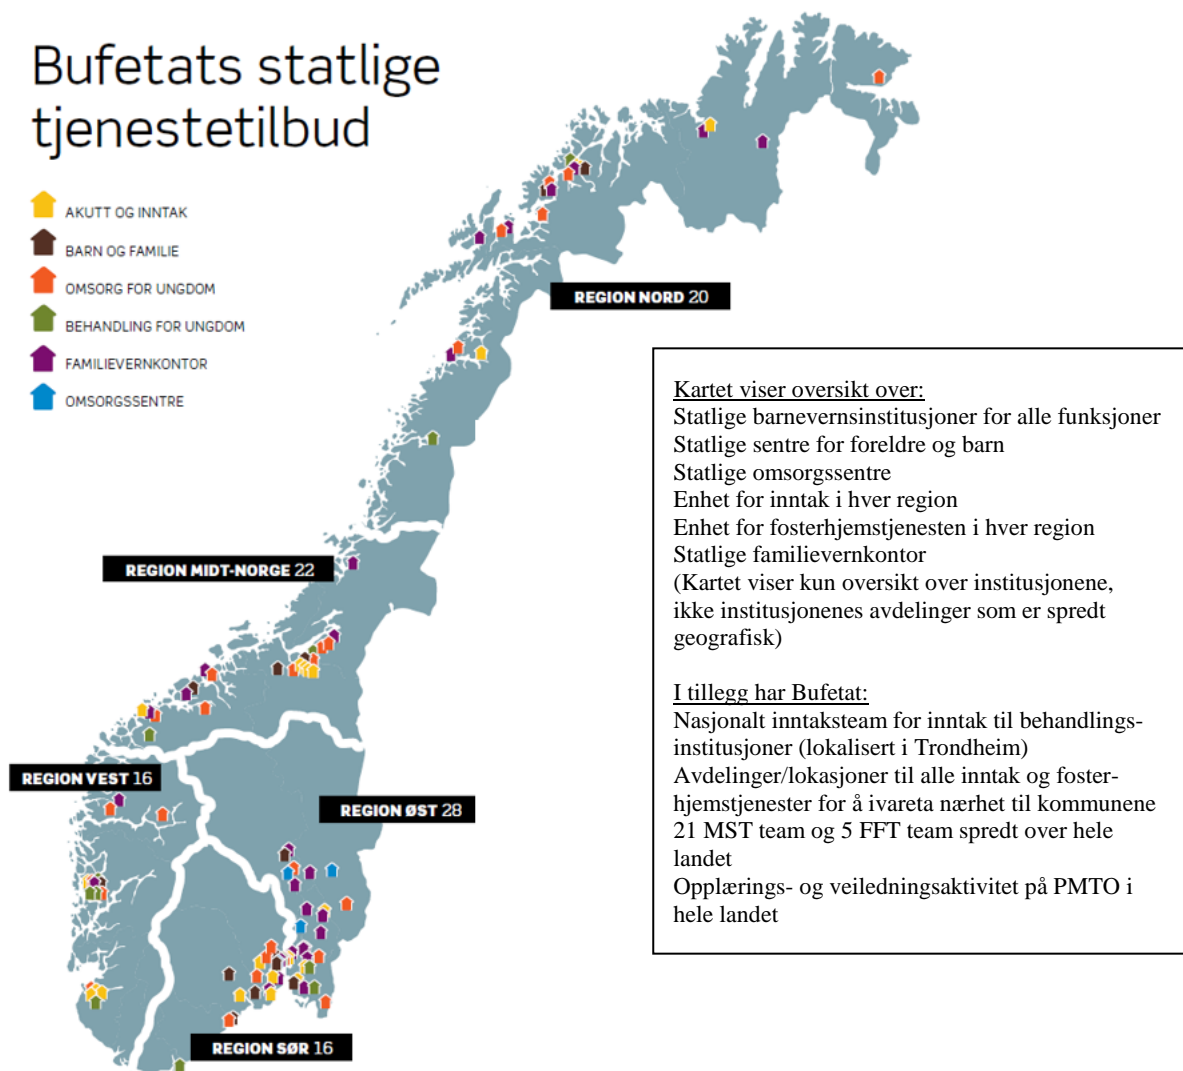 Bufetats statlige
tjenestetilbud
AKUTT OG INNTAK
BARN OG FAMILIE
OMSORG FOR UNGDOM
BEHANDLING FOR UNGDOM
FAMILIEVERNKONTOR
OMSORGSSENTRE
REGION NORD 20
REGION MIDT-NORGE 22
REGION VEST 16
REGION ØST 28
REGION SØR 16
Kartet viser oversikt over:
Statlige barnevernsinstitusjoner for alle funksjoner
Statlige sentre for foreldre og barn
Statlige omsorgssentre
Enhet for inntak i hver region
Enhet for fosterhjemstjenesten i hver region
Statlige familievernkontor
(Kartet viser kun oversikt over institusjonene,
ikke institusjonenes avdelinger som er spredt
geografisk)
I tillegg har Bufetat:
Nasjonalt inntaksteam for inntak til behandlings-
institusjoner (lokalisert i Trondheim)
Avdelinger/lokasjoner til alle inntak og foster-
hjemstjenester for å ivareta nærhet til kommunene
21 MST team og 5 FFT team spredt over hele
landet
Opplærings- og veiledningsaktivitet på PMTO i
hele landet